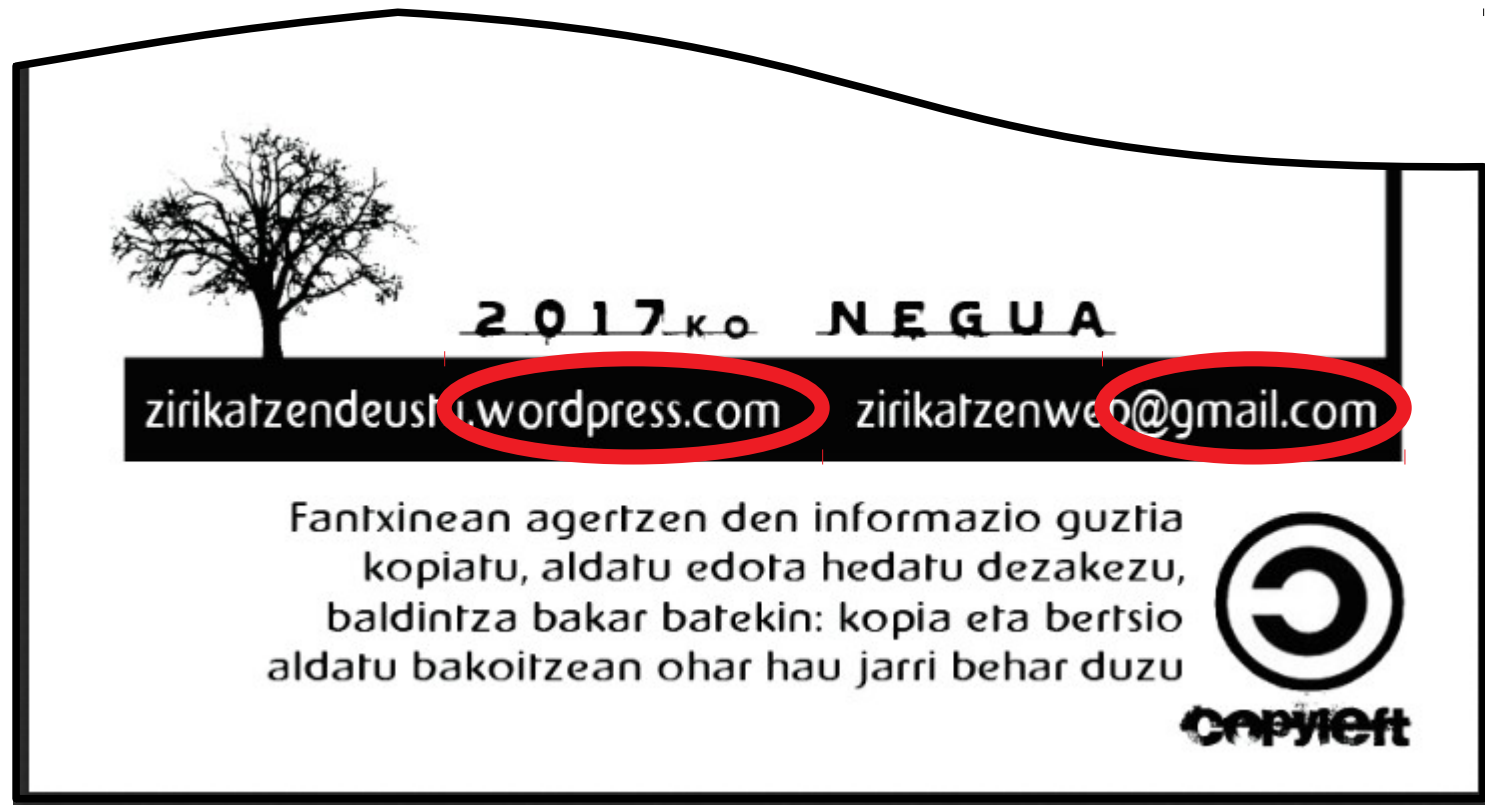 2017KO NEGUA
zirikatzendeustu.wordpress.com zirikatzenweb@gmail.com
Fantxinean agertzen den informazio guztia
kopiatu, aldatu edota hedatu dezakezu,
baldintza bakar batekin: kopia eta bertsio
aldatu bakoitzean ohar hau jarri behar duzu
copyleft